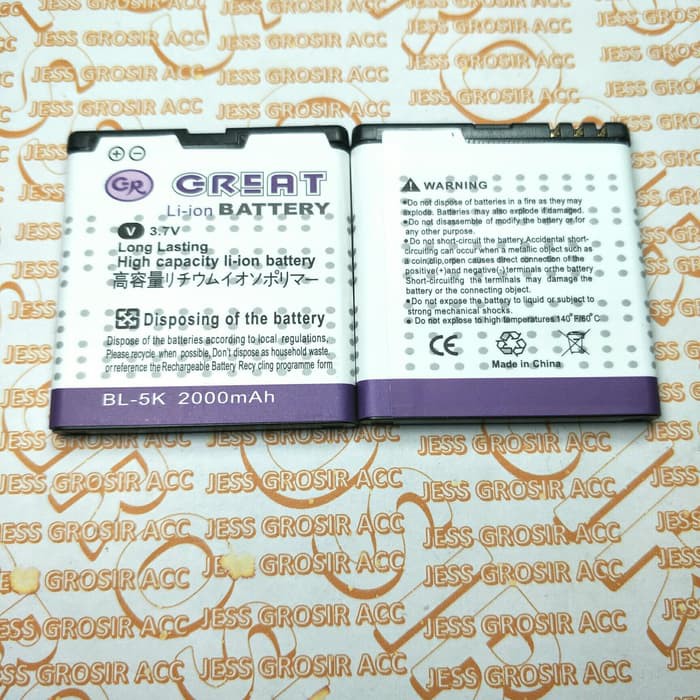 GR GREAT
Li-ion BATTERY
V 3.7V
Long Lasting
High capacity li-ion battery
高容量リチウムイオンポリマー
Disposing of the battery
Dispose of the batteries according to local regulations,
Please recycly when possible, Don't dispose as household waste,
or refarence the Rechargeable Battery Recycling programme form
BL-5K 2000mAh
WARNING
Do not dispose of batteries in a fire as they may
explode. Batteries may also explode if damaged.
Do not disassemble of modify the battery or for
any other purpose.
Do not short-circuit the battery,Accidental short-
circuiting can occur when a metallic object such as
a coin,clip,open causes direct connection of the
positive(+) and negative(-) terminals orto the battery
Short-circuiting the terminals may damage the
battery or the connecting object.
Do not expose the battery to liquid or subject to
strong mechanical shocks.
Do not expose to high temperatures 140°F/60°C
CE
Made in China
JESS GROSIR ACC